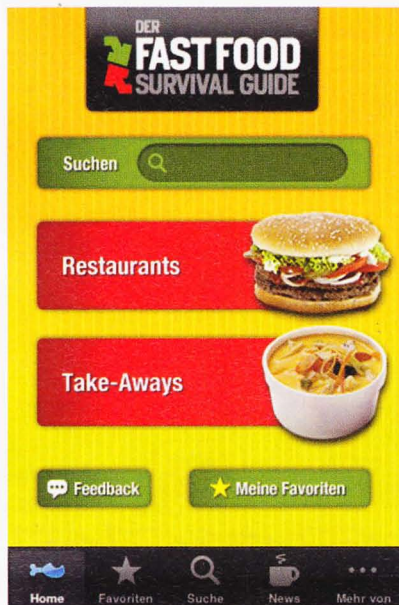 DER
FAST FOOD
SURVIVAL GUIDE
Suchen
Restaurants
Take-Aways
Feedback
Meine Favoriten
Home Favoriten Suche News Mehr von